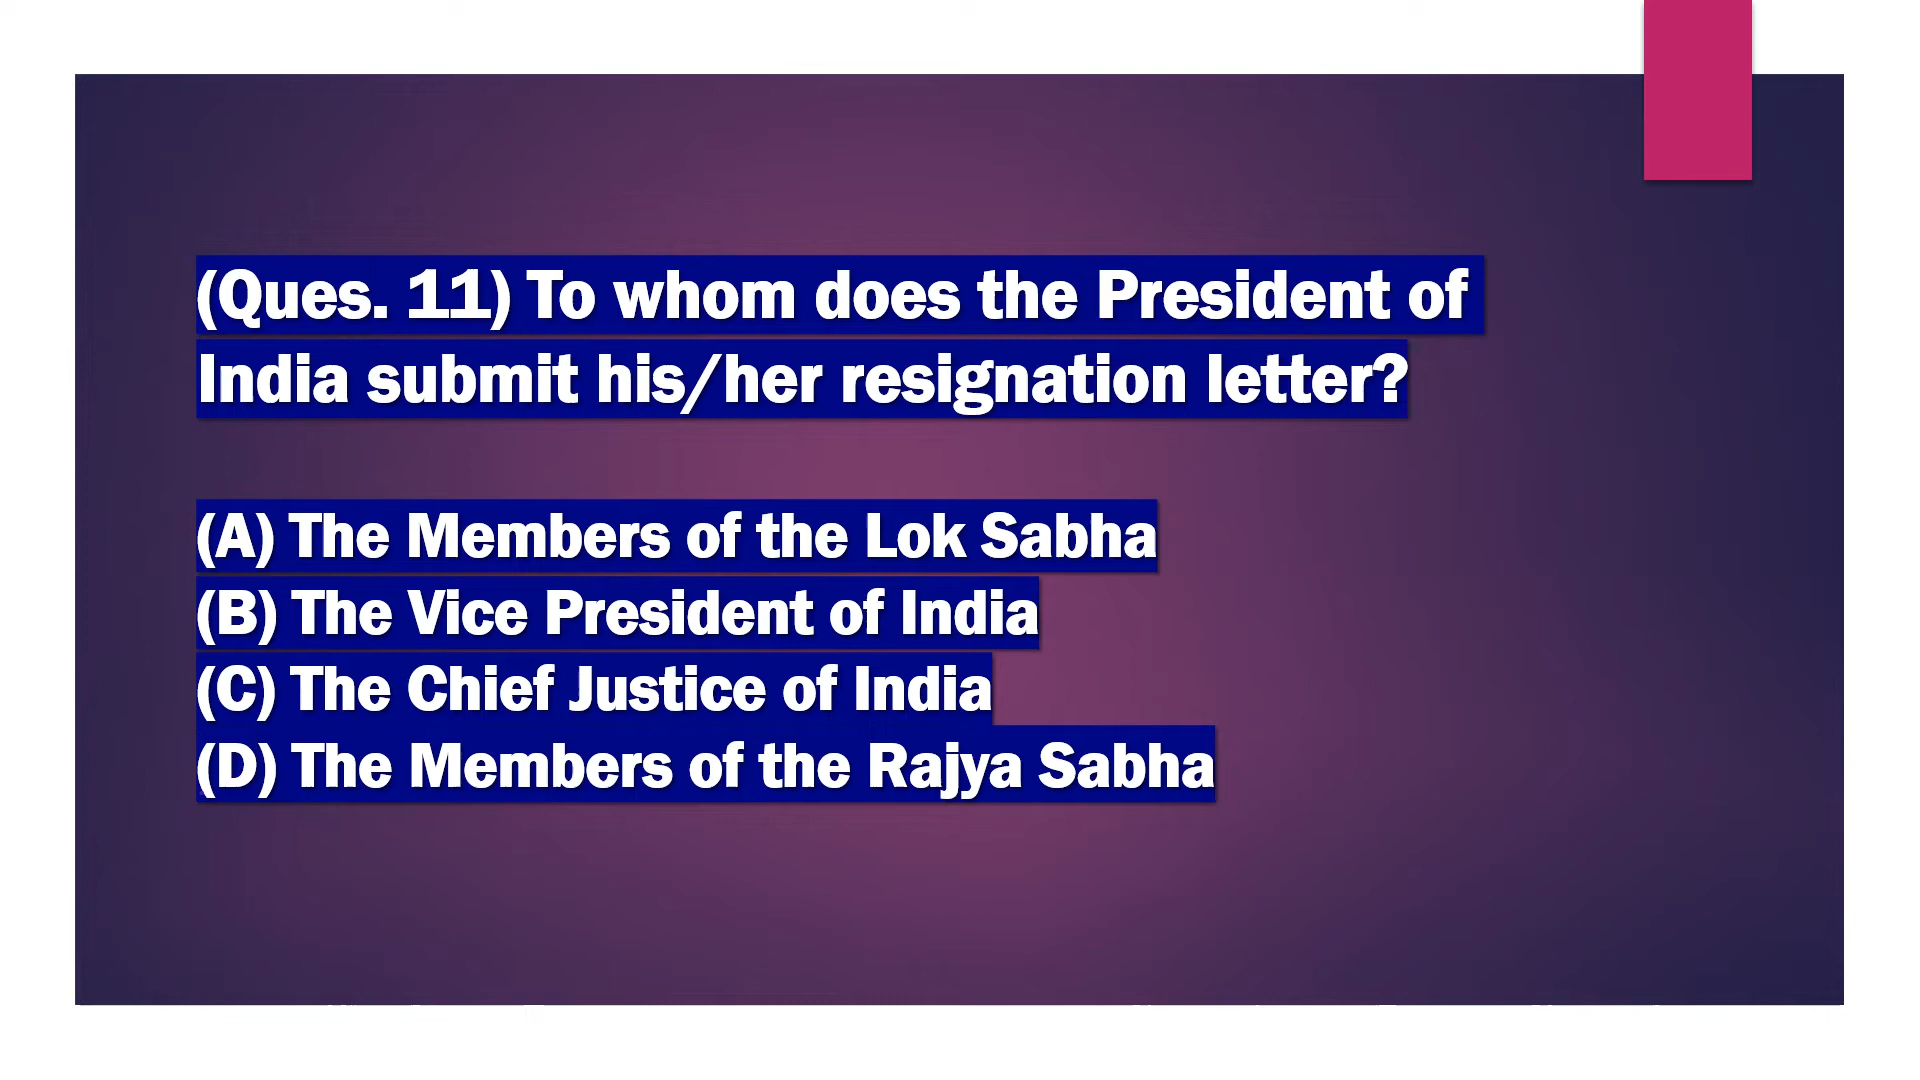 (Ques. 11) To whom does the President of
India submit his/her resignation letter?
(A) The Members of the Lok Sabha
(B) The Vice President of India
(C) The Chief Justice of India
(D) The Members of the Rajya Sabha